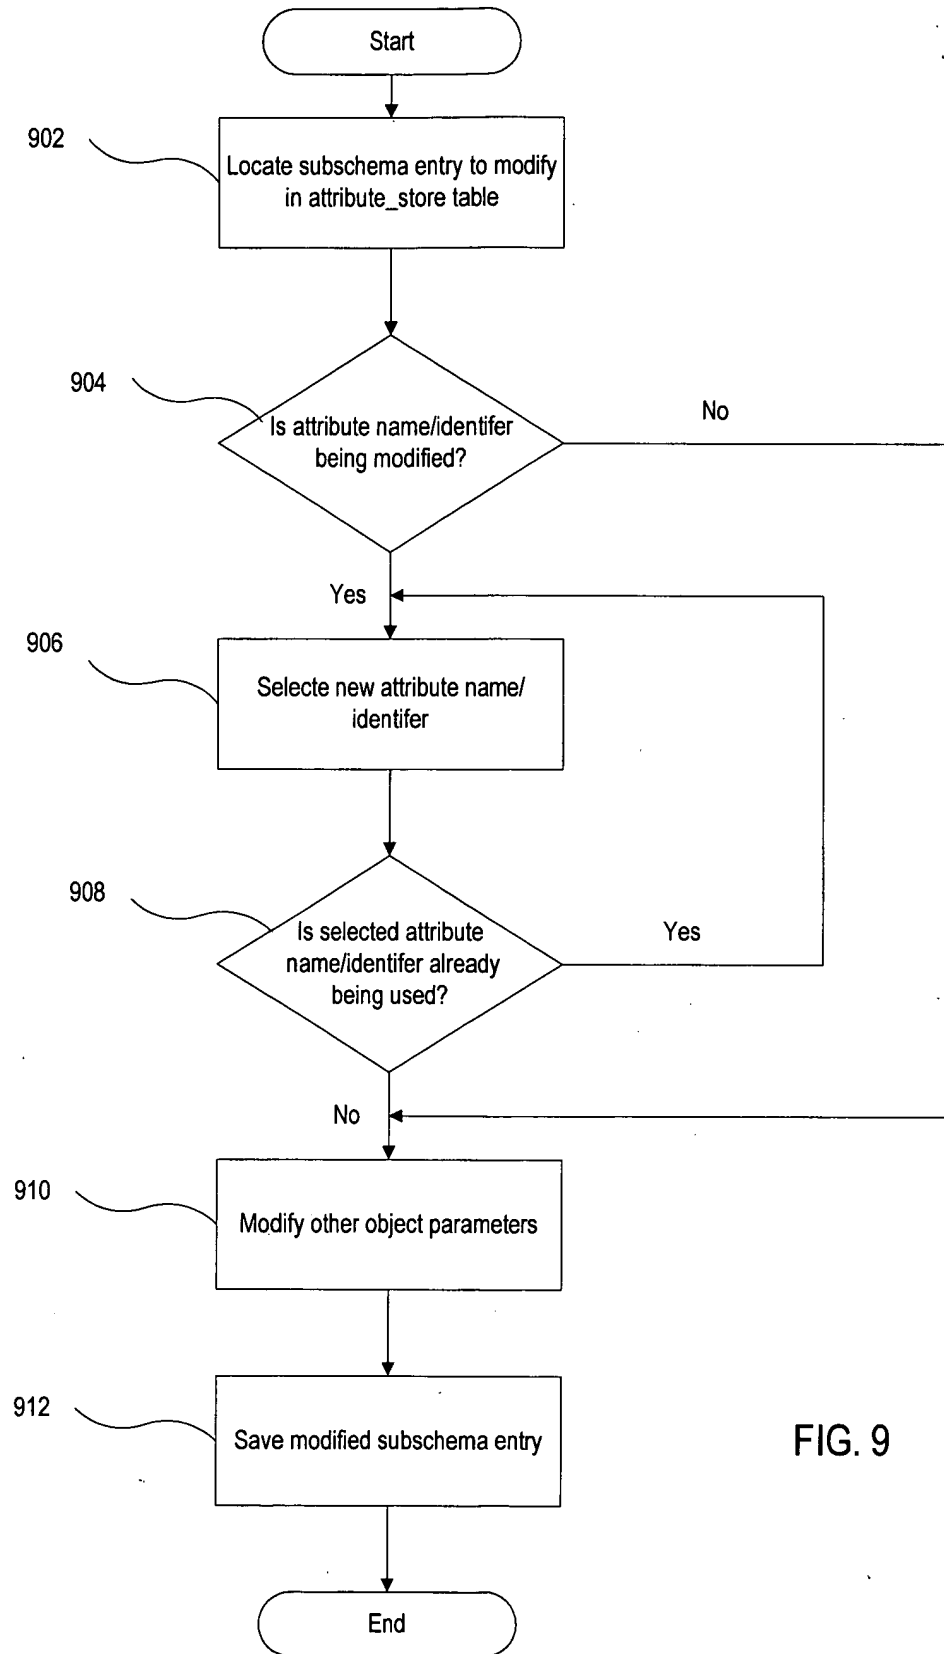 Start
902
Locate subschema entry to modify
in attribute_store table
904
Is attribute name/identifer
being modified?
No
Yes
906
Selecte new attribute name/
identifer
908
Is selected attribute
name/identifer already
being used?
Yes
No
910
Modify other object parameters
912
Save modified subschema entry
FIG. 9
End